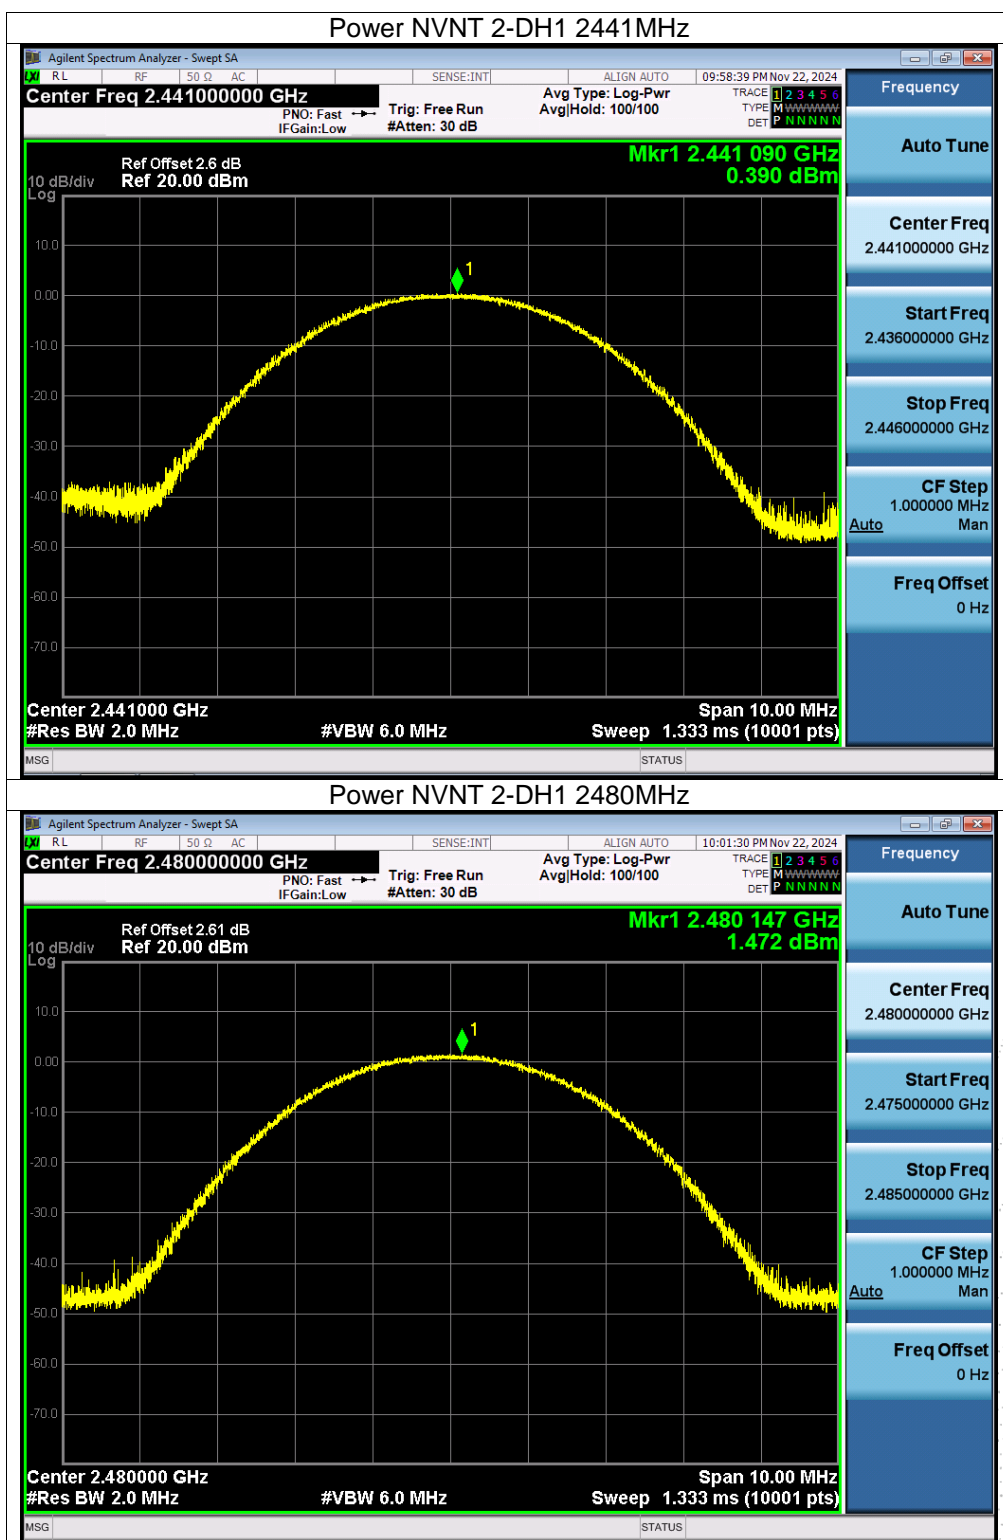 Power NVNT 2-DH1 2441MHz
Agilent Spectrum Analyzer - Swept SA
LXI RL RF 50 Ω AC SENSE:INT ALIGN AUTO 09:58:39 PM Nov 22, 2024
Center Freq 2.441000000 GHz
PNO: Fast
IFGain:Low
Trig: Free Run
#Atten: 30 dB
Avg Type: Log-Pwr
Avg|Hold: 100/100
TRACE 1 2 3 4 5 6
TYPE M WWWWW
DET P N N N N N
Frequency
Auto Tune
Center Freq
2.441000000 GHz
Start Freq
2.436000000 GHz
Stop Freq
2.446000000 GHz
CF Step
1.000000 MHz
Auto Man
Freq Offset
0 Hz
Mkr1 2.441 090 GHz
0.390 dBm
Ref Offset 2.6 dB
10 dB/div Ref 20.00 dBm
Log
1
10.0
0.00
-10.0
-20.0
-30.0
-40.0
-50.0
-60.0
-70.0
Center 2.441000 GHz Span 10.00 MHz
#Res BW 2.0 MHz #VBW 6.0 MHz Sweep 1.333 ms (10001 pts)
MSG STATUS
Power NVNT 2-DH1 2480MHz
Agilent Spectrum Analyzer - Swept SA
LXI RL RF 50 Ω AC SENSE:INT ALIGN AUTO 10:01:30 PM Nov 22, 2024
Center Freq 2.480000000 GHz
PNO: Fast
IFGain:Low
Trig: Free Run
#Atten: 30 dB
Avg Type: Log-Pwr
Avg|Hold: 100/100
TRACE 1 2 3 4 5 6
TYPE M WWWWW
DET P N N N N N
Frequency
Auto Tune
Center Freq
2.480000000 GHz
Start Freq
2.475000000 GHz
Stop Freq
2.485000000 GHz
CF Step
1.000000 MHz
Auto Man
Freq Offset
0 Hz
Mkr1 2.480 147 GHz
1.472 dBm
Ref Offset 2.61 dB
10 dB/div Ref 20.00 dBm
Log
1
10.0
0.00
-10.0
-20.0
-30.0
-40.0
-50.0
-60.0
-70.0
Center 2.480000 GHz Span 10.00 MHz
#Res BW 2.0 MHz #VBW 6.0 MHz Sweep 1.333 ms (10001 pts)
MSG STATUS